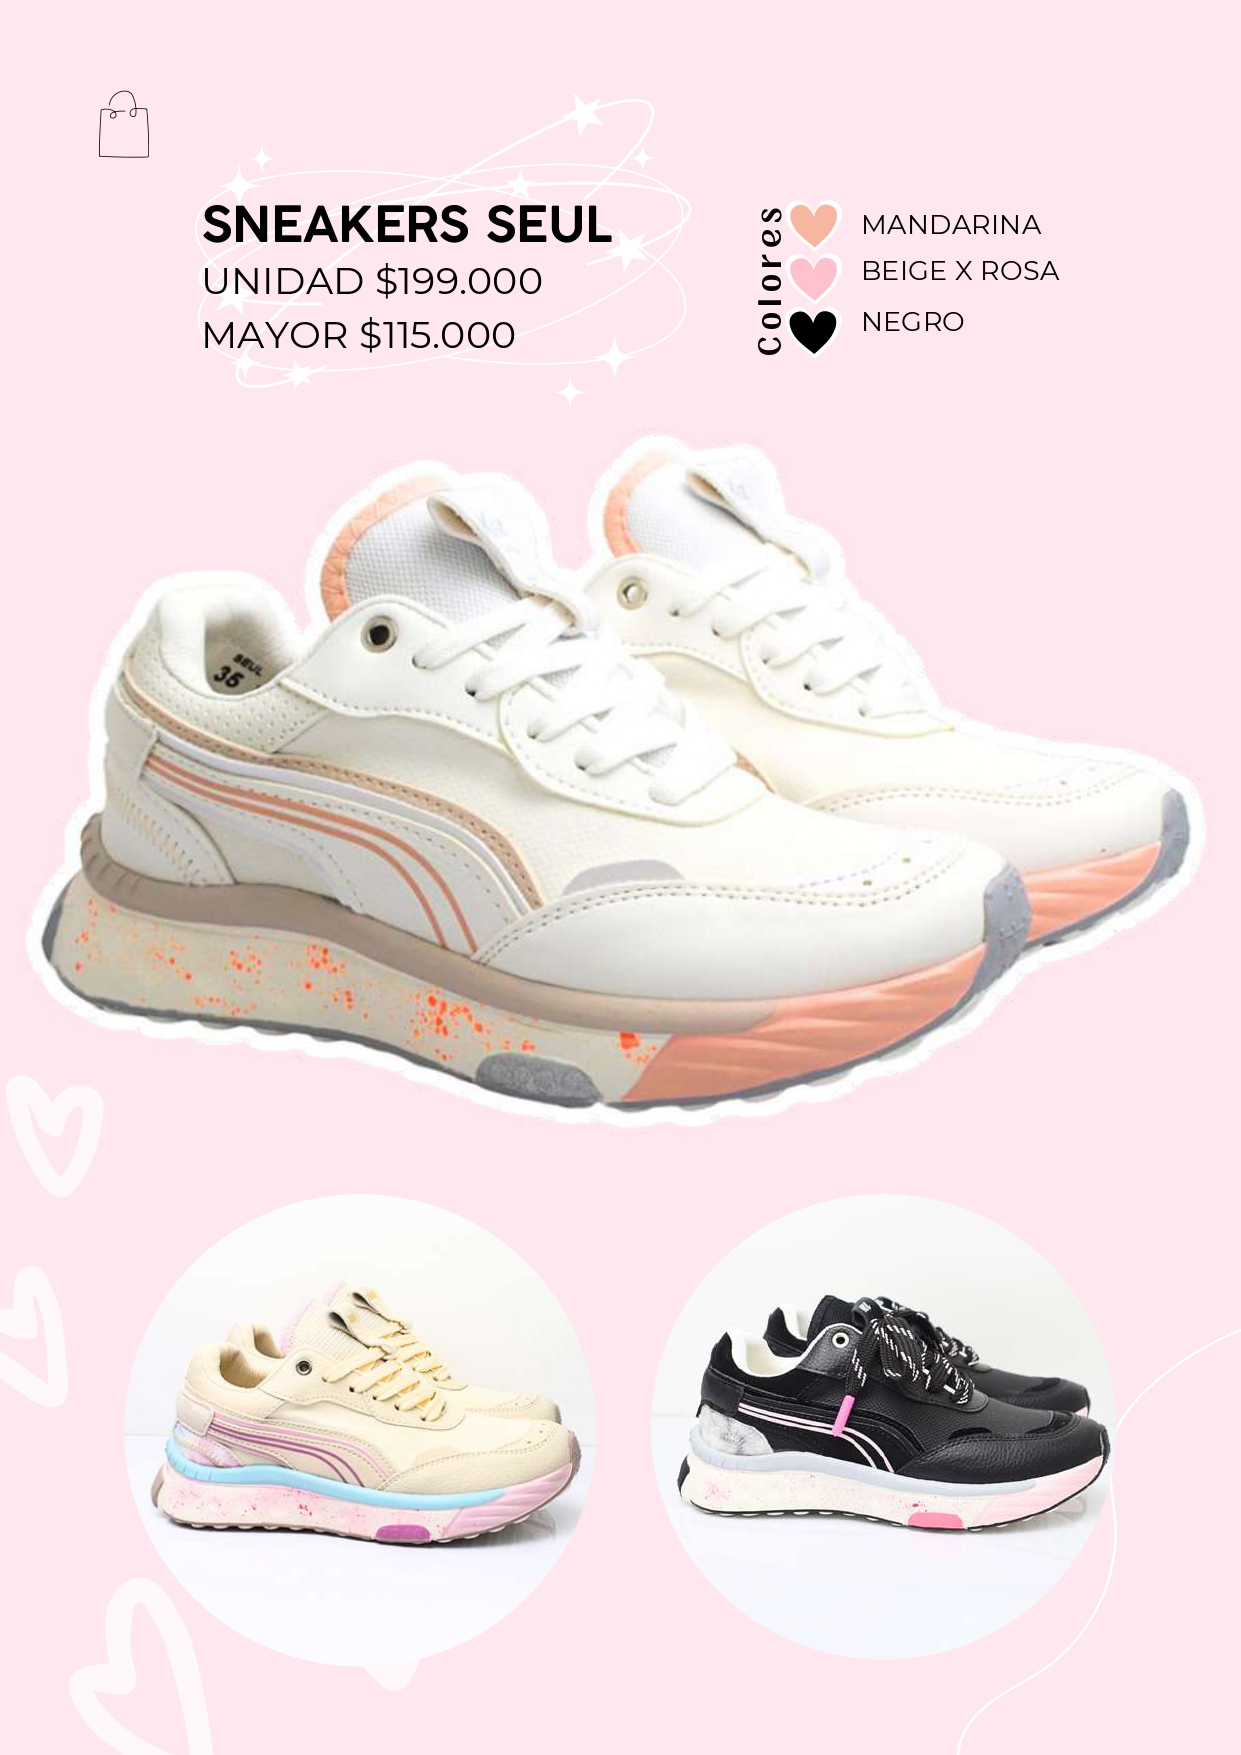 SNEAKERS SEUL
UNIDAD $199.000
MAYOR $115.000
Colores
MANDARINA
BEIGE X ROSA
NEGRO
SEUL
35